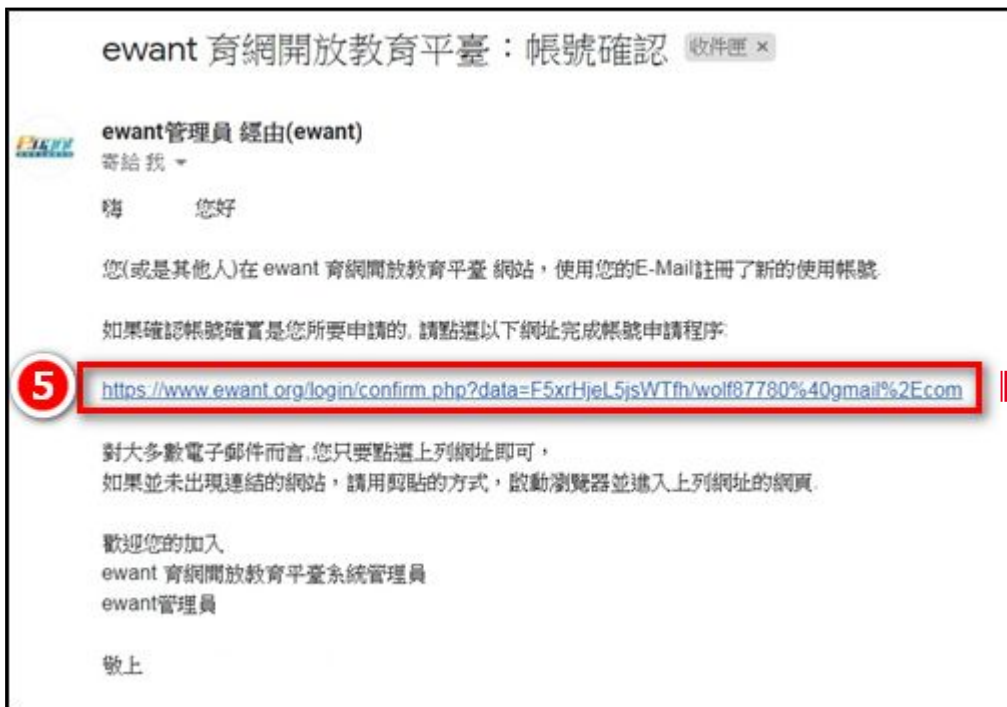 ewant 育網開放教育平臺：帳號確認 收件匣 ×
ewant
ewant管理員 經由(ewant)
寄給 我
嗨 您好
您(或是其他人)在 ewant 育網開放教育平臺 網站，使用您的E-Mail註冊了新的使用帳號.
如果確認帳號確實是您所要申請的, 請點選以下網址完成帳號申請程序:
5
https://www.ewant.org/login/confirm.php?data=F5xrHjeL5jsWTfh/wolf87780%40gmail%2Ecom
對大多數電子郵件而言,您只要點選上列網址即可，
如果並未出現連結的網站，請用剪貼的方式，啟動瀏覽器並進入上列網址的網頁.
歡迎您的加入
ewant 育網開放教育平臺系統管理員
ewant管理員
敬上